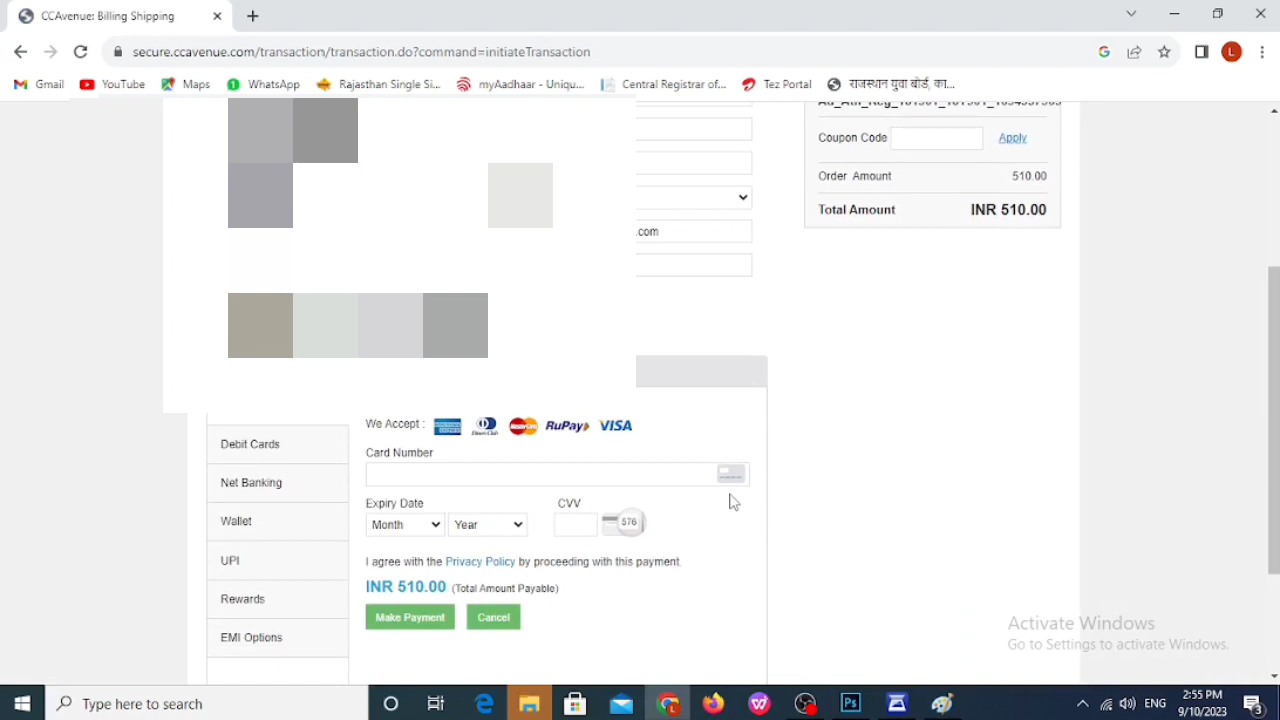 CCAvenue: Billing Shipping
secure.ccavenue.com/transaction/transaction.do?command=initiateTransaction
L
Gmail YouTube Maps WhatsApp Rajasthan Single Si... myAadhaar - Uniqu... Central Registrar of... Tez Portal राजस्थान युवा बोर्ड, का...
Coupon Code Apply
Order Amount 510.00
Total Amount INR 510.00
.com
We Accept : RuPay VISA
Debit Cards
Net Banking
Wallet
UPI
Rewards
EMI Options
Card Number
Expiry Date CVV
Month Year 576
I agree with the Privacy Policy by proceeding with this payment.
INR 510.00 (Total Amount Payable)
Make Payment Cancel
Activate Windows
Go to Settings to activate Windows.
Type here to search
ENG
2:55 PM
9/10/2023
3